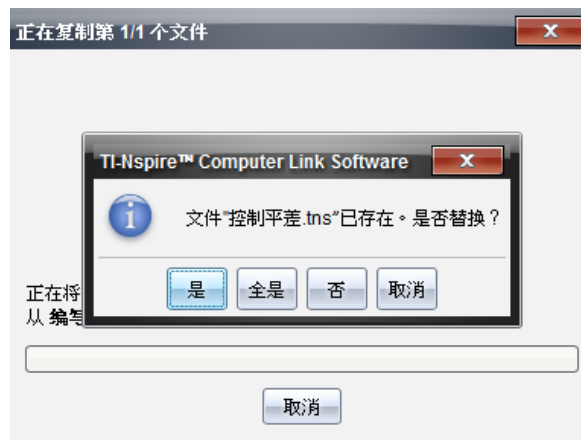 正在复制第 1/1 个文件
TI-Nspire™ Computer Link Software
文件"控制平差.tns"已存在。是否替换？
是
全是
否
取消
正在将
从 编写
取消